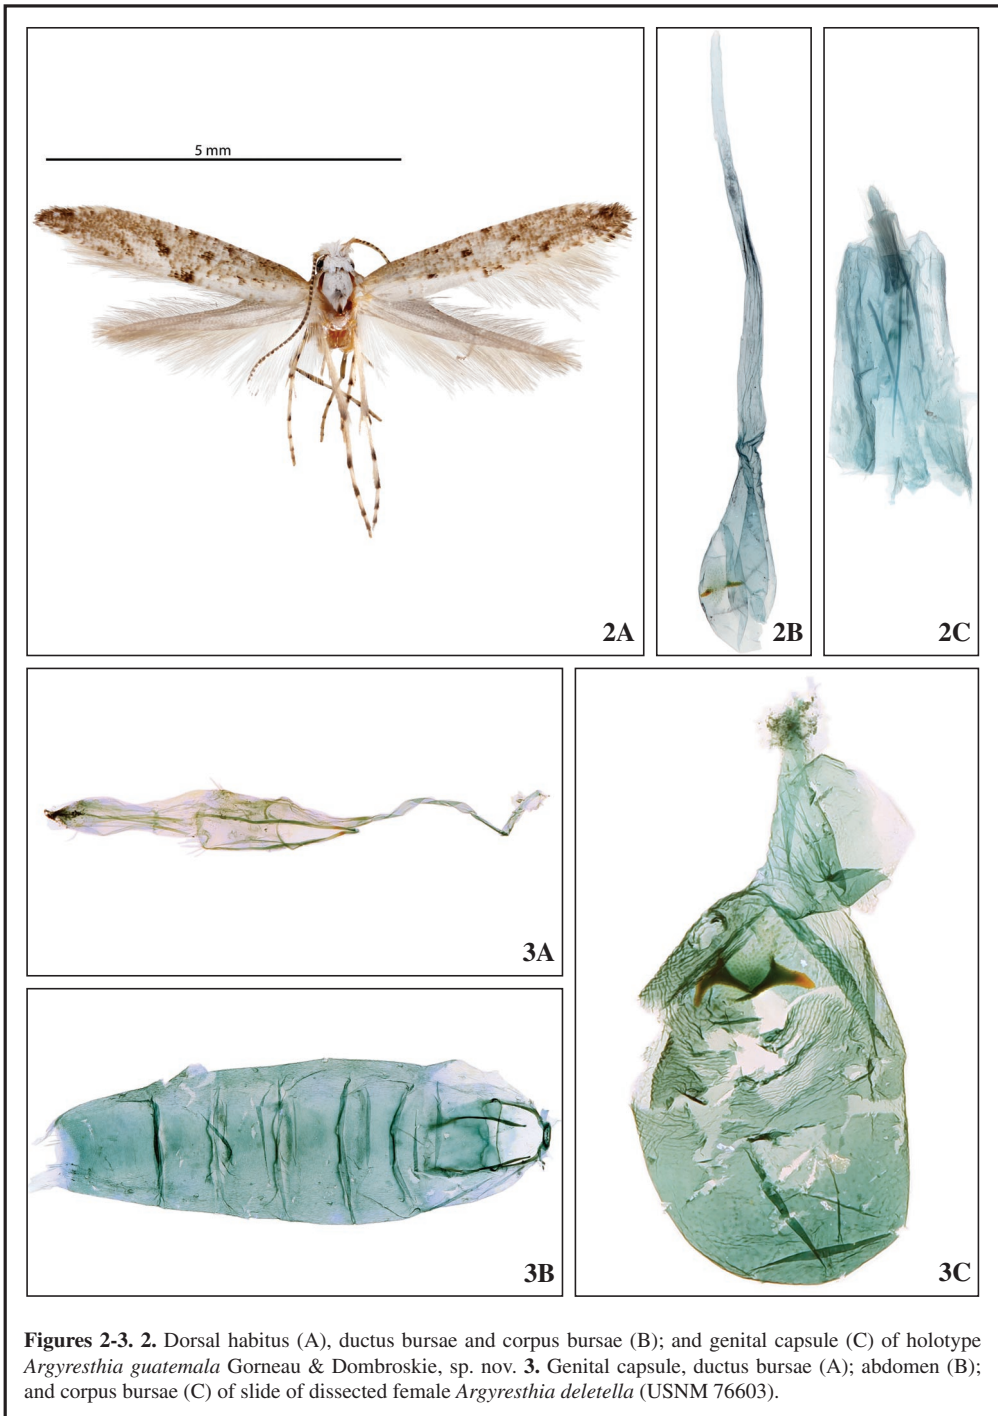 5 mm
2A
2B
2C
3A
3B
3C
Figures 2-3. 2. Dorsal habitus (A), ductus bursae and corpus bursae (B); and genital capsule (C) of holotype
Argyresthia guatemala Gorneau & Dombroskie, sp. nov. 3. Genital capsule, ductus bursae (A); abdomen (B);
and corpus bursae (C) of slide of dissected female Argyresthia deletella (USNM 76603).